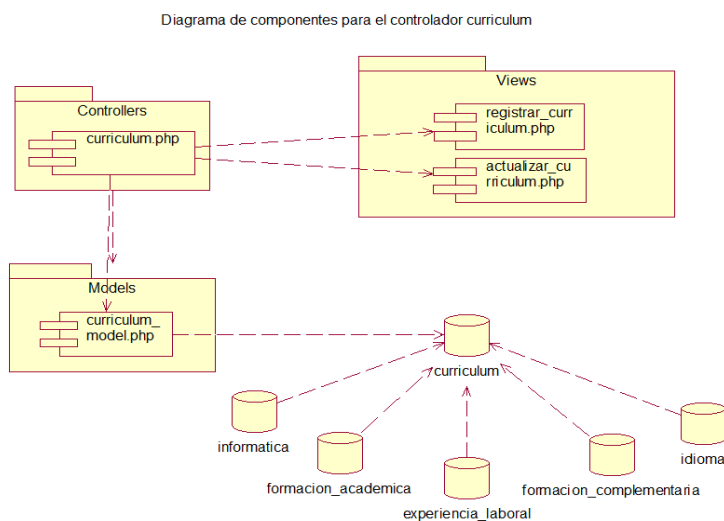 Diagrama de componentes para el controlador curriculum
Controllers
curriculum.php
Views
registrar_curr
iculum.php
actualizar_cu
rriculum.php
Models
curriculum_
model.php
curriculum
informatica
formacion_academica
experiencia_laboral
formacion_complementaria
idioma